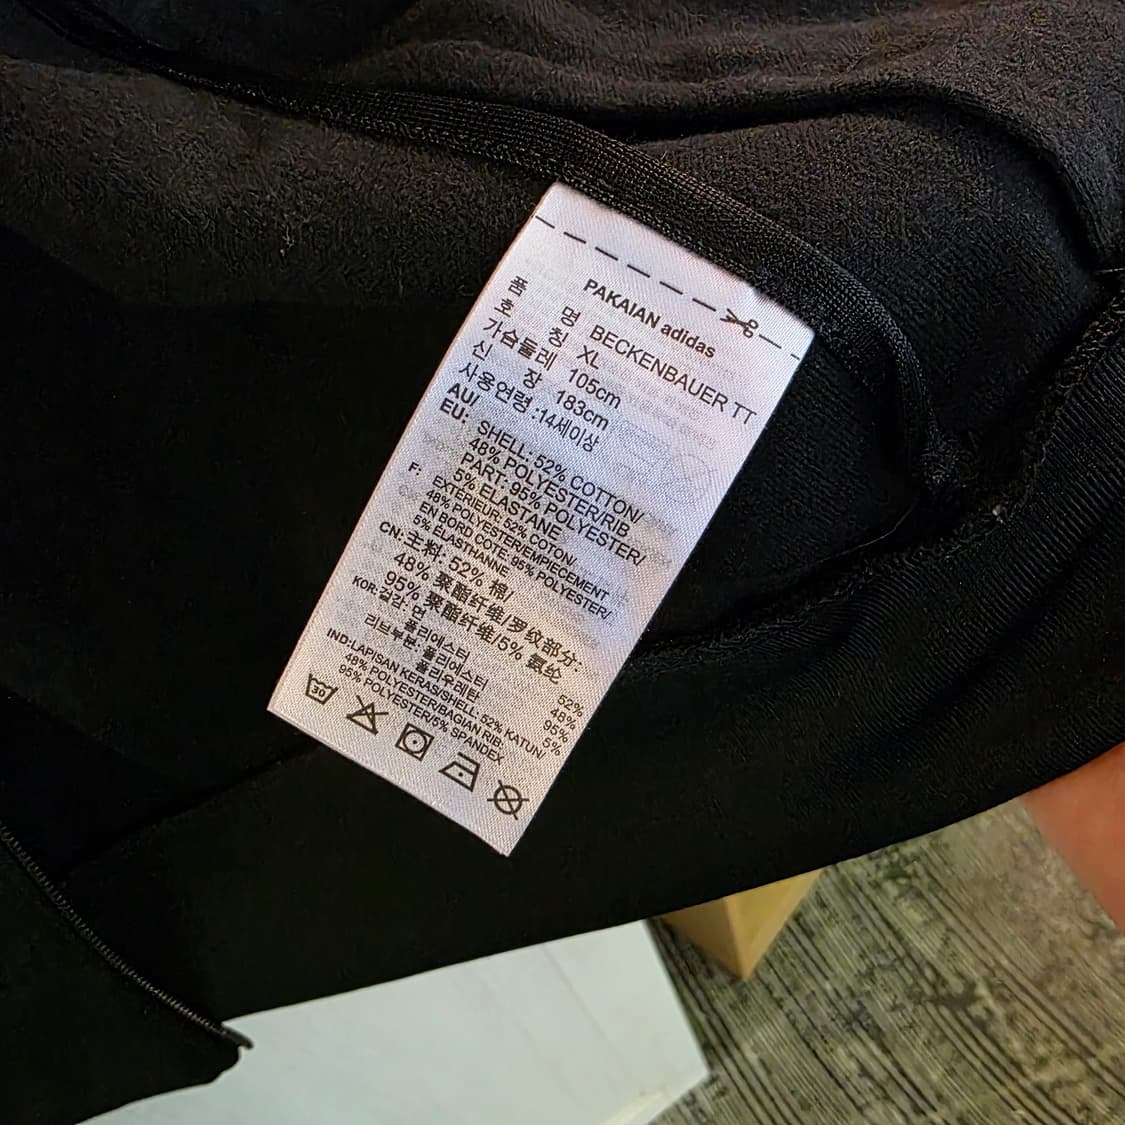 PAKAIAN adidas
품 명 BECKENBAUER TT
호 칭 XL
가슴둘레 105cm
신 장 183cm
사용연령 :14세이상
AU/
EU: SHELL: 52% COTTON/
48% POLYESTER/RIB
PART: 95% POLYESTER/
5% ELASTANE
F: EXTERIEUR: 52% COTON/
48% POLYESTER/EMPIECEMENT
EN BORD COTE: 95% POLYESTER/
5% ELASTHANNE
CN:主料: 52% 棉/
48% 聚酯纤维/罗纹部分:
95% 聚酯纤维/5% 氨纶
KOR:겉감: 면 52%
폴리에스터 48%
리브부분: 폴리에스터 95%
폴리우레탄 5%
IND:LAPISAN KERAS/SHELL: 52% KATUN/
48% POLYESTER/BAGIAN RIB:
95% POLYESTER/5% SPANDEX
30